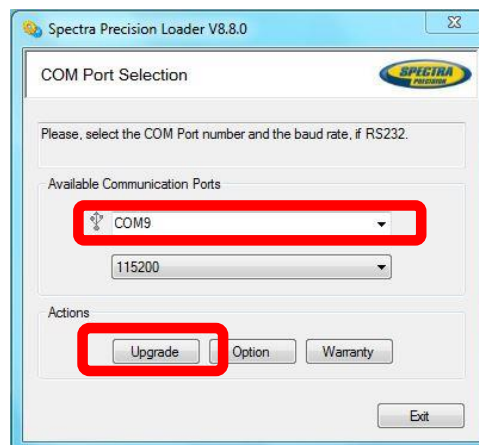 Spectra Precision Loader V8.8.0
COM Port Selection
SPECTRA
PRECISION
Please, select the COM Port number and the baud rate, if RS232.
Available Communication Ports
COM9
115200
Actions
Upgrade Option Warranty
Exit